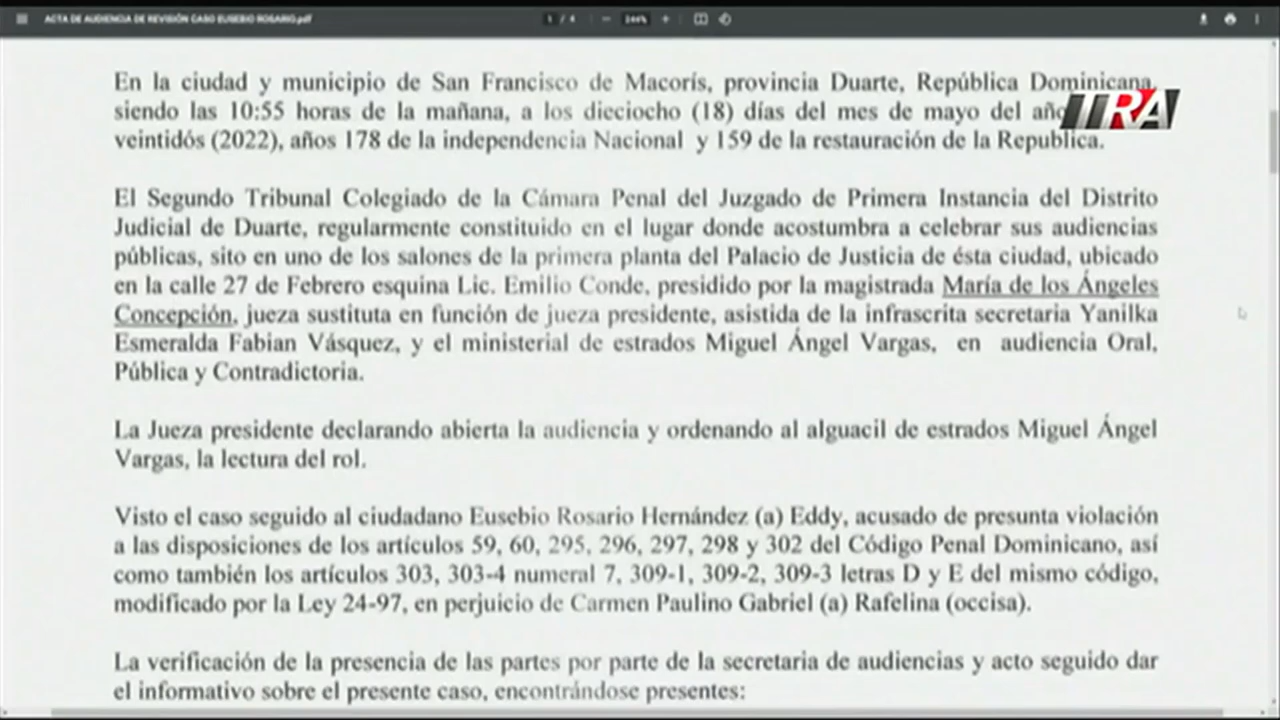 ACTA DE AUDIENCIA DE REVISIÓN CASO EUSEBIO ROSARIO.pdf
1 / 4
244%
En la ciudad y municipio de San Francisco de Macorís, provincia Duarte, República Dominicana,
siendo las 10:55 horas de la mañana, a los dieciocho (18) días del mes de mayo del año
TRA
veintidós (2022), años 178 de la independencia Nacional y 159 de la restauración de la Republica.
El Segundo Tribunal Colegiado de la Cámara Penal del Juzgado de Primera Instancia del Distrito
Judicial de Duarte, regularmente constituido en el lugar donde acostumbra a celebrar sus audiencias
públicas, sito en uno de los salones de la primera planta del Palacio de Justicia de ésta ciudad, ubicado
en la calle 27 de Febrero esquina Lic. Emilio Conde, presidido por la magistrada María de los Ángeles
Concepción, jueza sustituta en función de jueza presidente, asistida de la infrascrita secretaria Yanilka
Esmeralda Fabian Vásquez, y el ministerial de estrados Miguel Ángel Vargas, en audiencia Oral,
Pública y Contradictoria.
La Jueza presidente declarando abierta la audiencia y ordenando al alguacil de estrados Miguel Ángel
Vargas, la lectura del rol.
Visto el caso seguido al ciudadano Eusebio Rosario Hernández (a) Eddy, acusado de presunta violación
a las disposiciones de los artículos 59, 60, 295, 296, 297, 298 y 302 del Código Penal Dominicano, así
como también los artículos 303, 303-4 numeral 7, 309-1, 309-2, 309-3 letras D y E del mismo código,
modificado por la Ley 24-97, en perjuicio de Carmen Paulino Gabriel (a) Rafelina (occisa).
La verificación de la presencia de las partes por parte de la secretaria de audiencias y acto seguido dar
el informativo sobre el presente caso, encontrándose presentes: